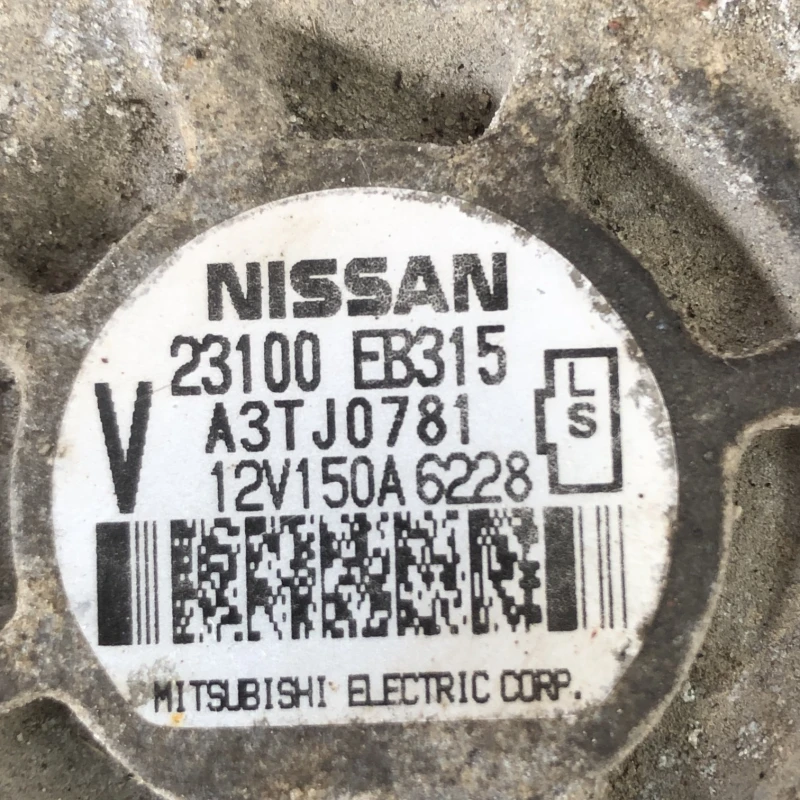 NISSAN
23100 EB315
V
A3TJ0781
L
S
12V150A 6228
MITSUBISHI ELECTRIC CORP.